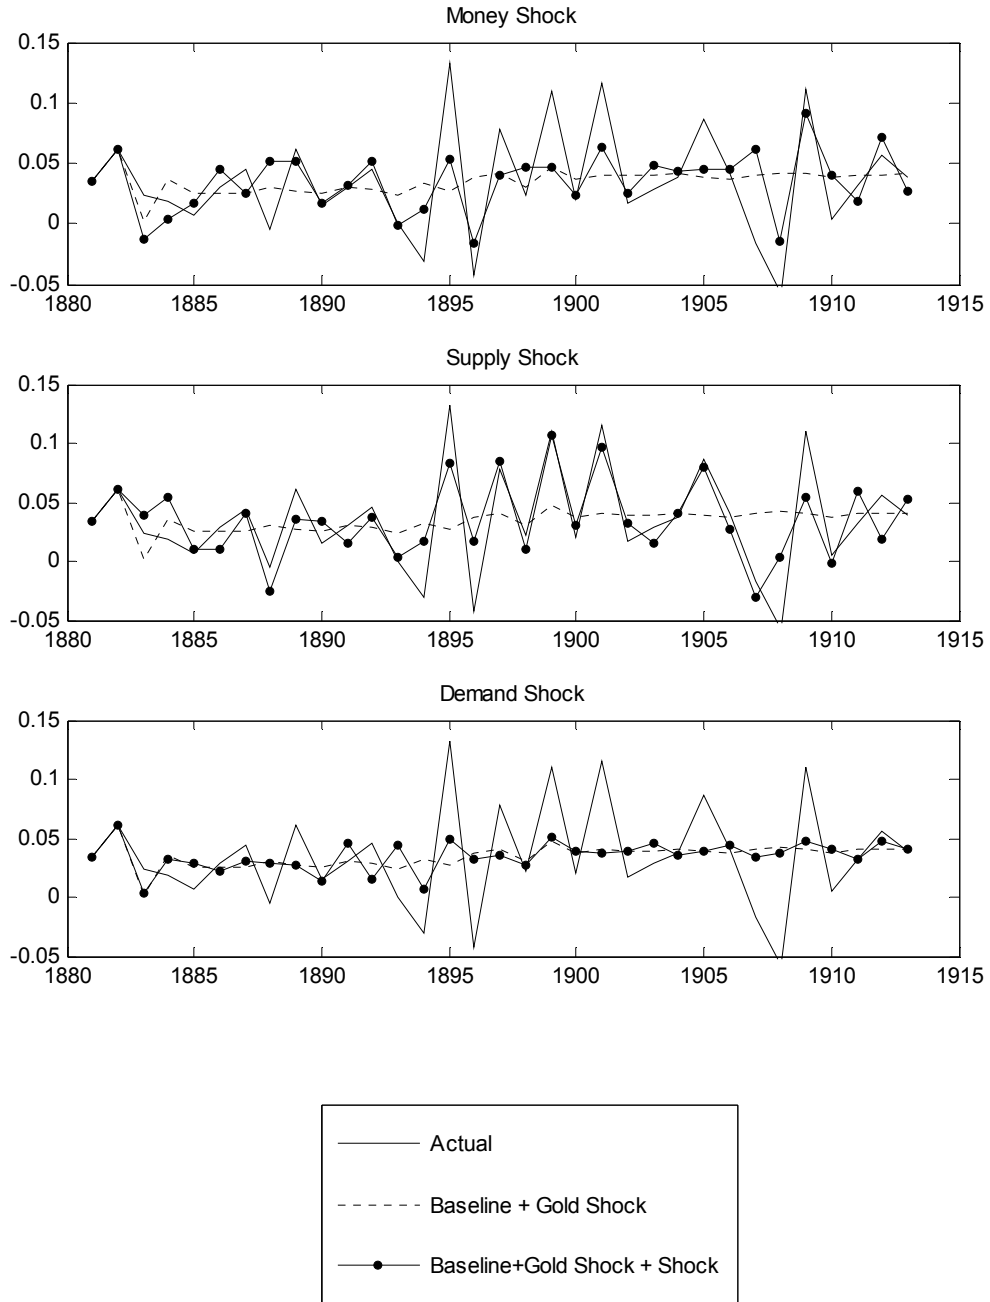 Money Shock
0.15
0.1
0.05
0
-0.05
1880 1885 1890 1895 1900 1905 1910 1915
Supply Shock
0.15
0.1
0.05
0
-0.05
1880 1885 1890 1895 1900 1905 1910 1915
Demand Shock
0.15
0.1
0.05
0
-0.05
1880 1885 1890 1895 1900 1905 1910 1915
Actual
Baseline + Gold Shock
Baseline+Gold Shock + Shock